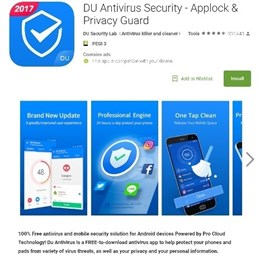 2017
DU Antivirus Security - Applock &
Privacy Guard
DU Security Lab
Antivirus killer and cleaner
Tools
PEGI 3
Contains ads
This app is compatible with your device.
Add to Wishlist
Install
DU
Brand New Update
Professional Engine
One Tap Clean
48
100% Free antivirus and mobile security solution for Android devices Powered by Pro Cloud
Technology! DU Antivirus is a FREE-to-download antivirus app to help protect your phones and
pads from variety of virus threats, as well as your privacy and your personal information.